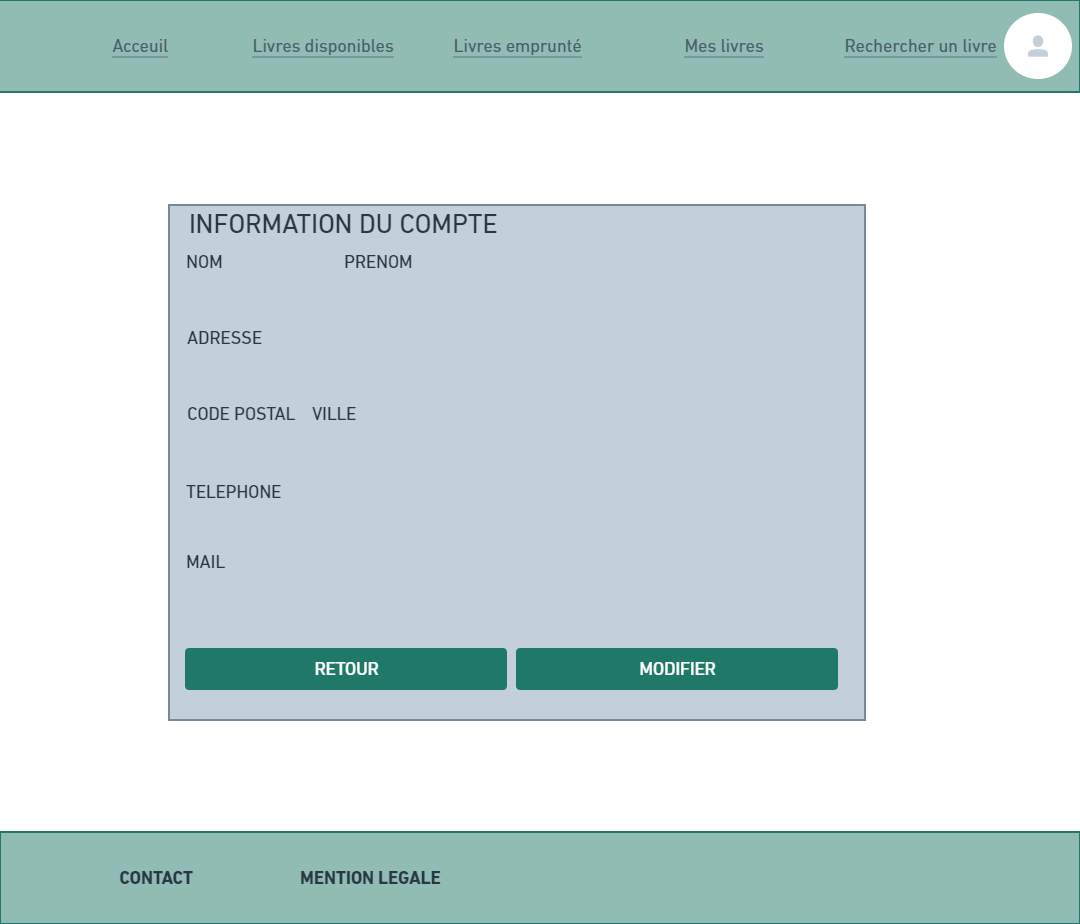 Acceuil Livres disponibles Livres emprunté Mes livres Rechercher un livre
INFORMATION DU COMPTE
NOM PRENOM
ADRESSE
CODE POSTAL VILLE
TELEPHONE
MAIL
RETOUR MODIFIER
CONTACT MENTION LEGALE